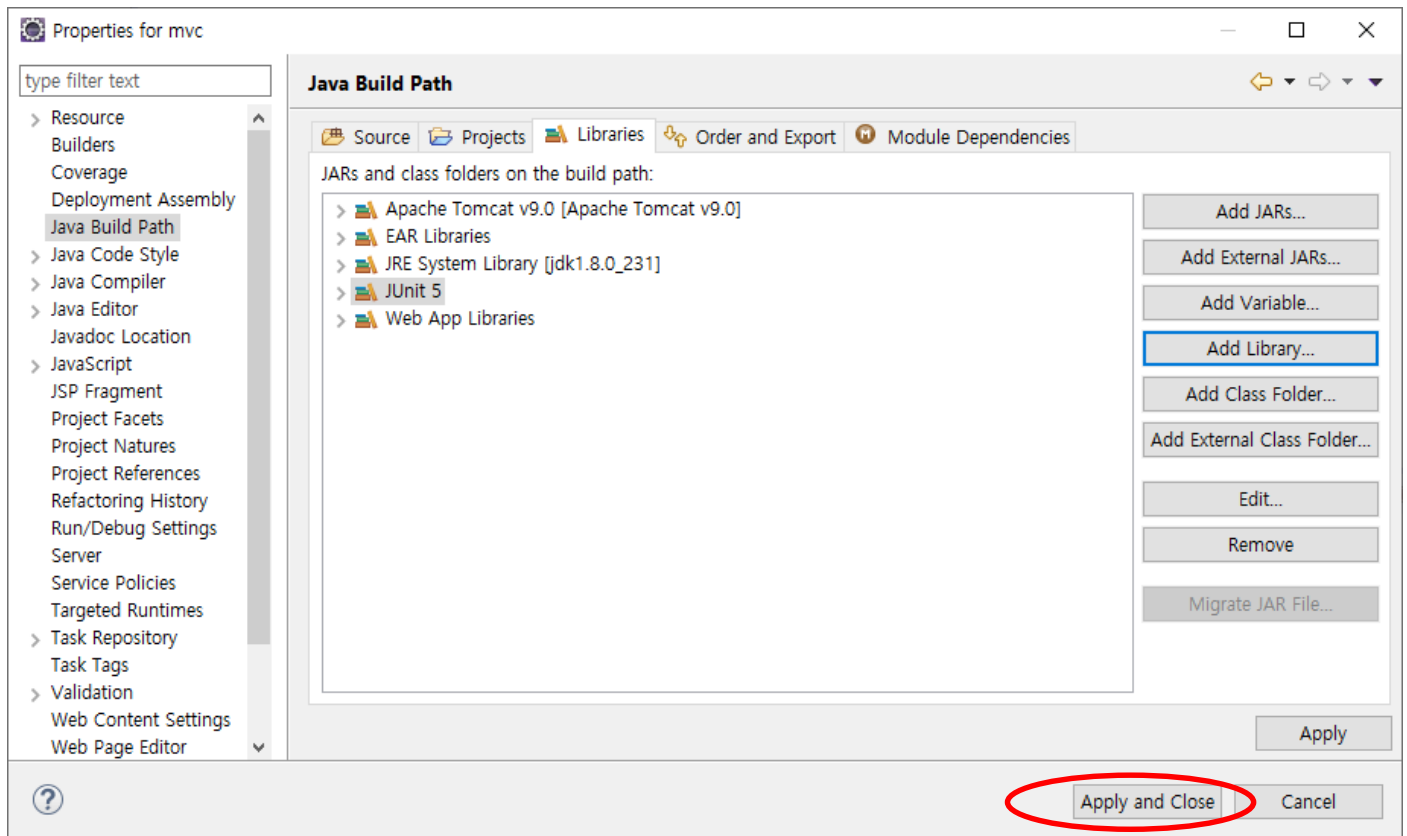 Properties for mvc
type filter text
Resource
Builders
Coverage
Deployment Assembly
Java Build Path
Java Code Style
Java Compiler
Java Editor
Javadoc Location
JavaScript
JSP Fragment
Project Facets
Project Natures
Project References
Refactoring History
Run/Debug Settings
Server
Service Policies
Targeted Runtimes
Task Repository
Task Tags
Validation
Web Content Settings
Web Page Editor
Java Build Path
Source Projects Libraries Order and Export Module Dependencies
JARs and class folders on the build path:
Apache Tomcat v9.0 [Apache Tomcat v9.0]
EAR Libraries
JRE System Library [jdk1.8.0_231]
JUnit 5
Web App Libraries
Add JARs...
Add External JARs...
Add Variable...
Add Library...
Add Class Folder...
Add External Class Folder...
Edit...
Remove
Migrate JAR File...
Apply
Apply and Close Cancel